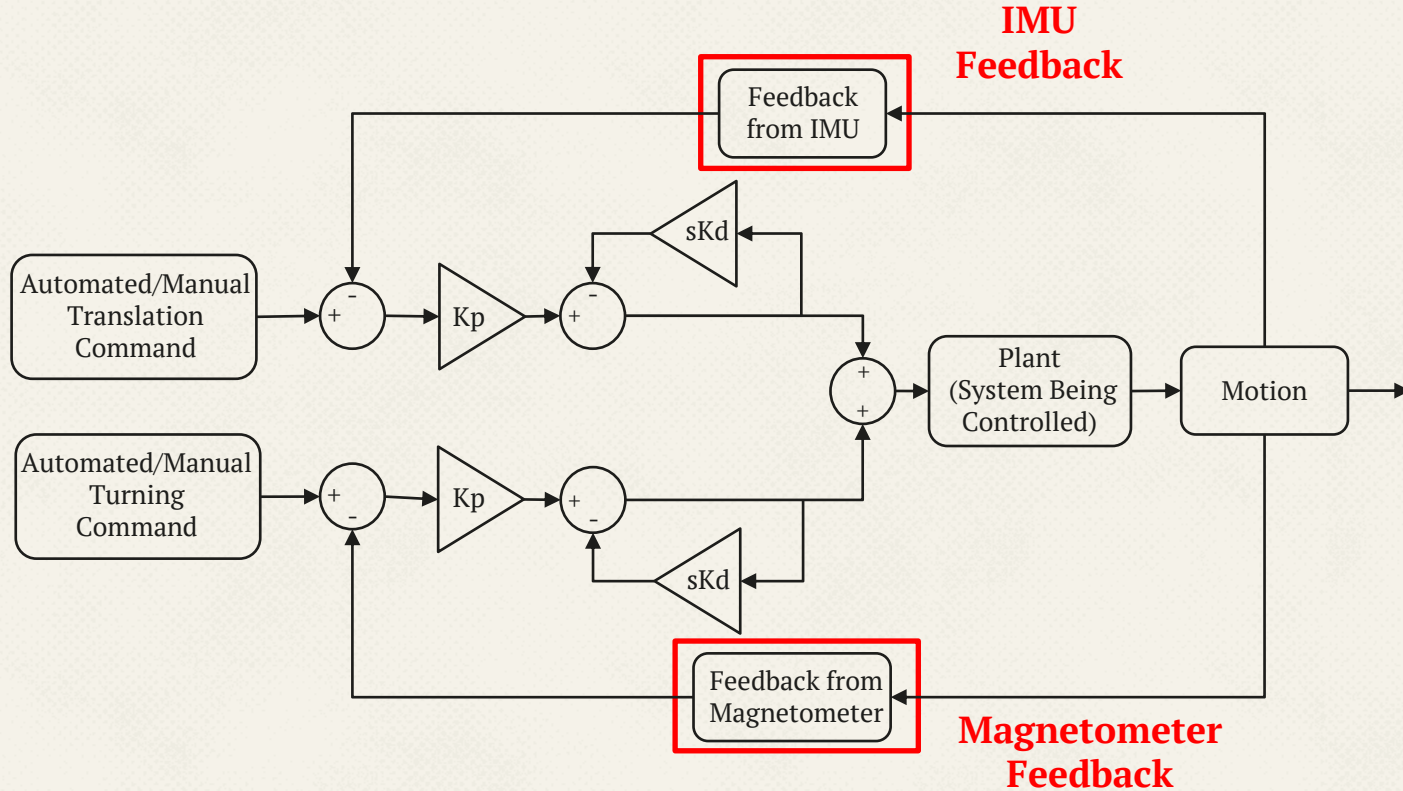 IMU
Feedback
Feedback
from IMU
sKd
Automated/Manual
Translation
Command
-
+
Kp
-
+
Plant
(System Being
Controlled)
+
+
Motion
Automated/Manual
Turning
Command
+
-
Kp
+
-
sKd
Feedback from
Magnetometer
Magnetometer
Feedback